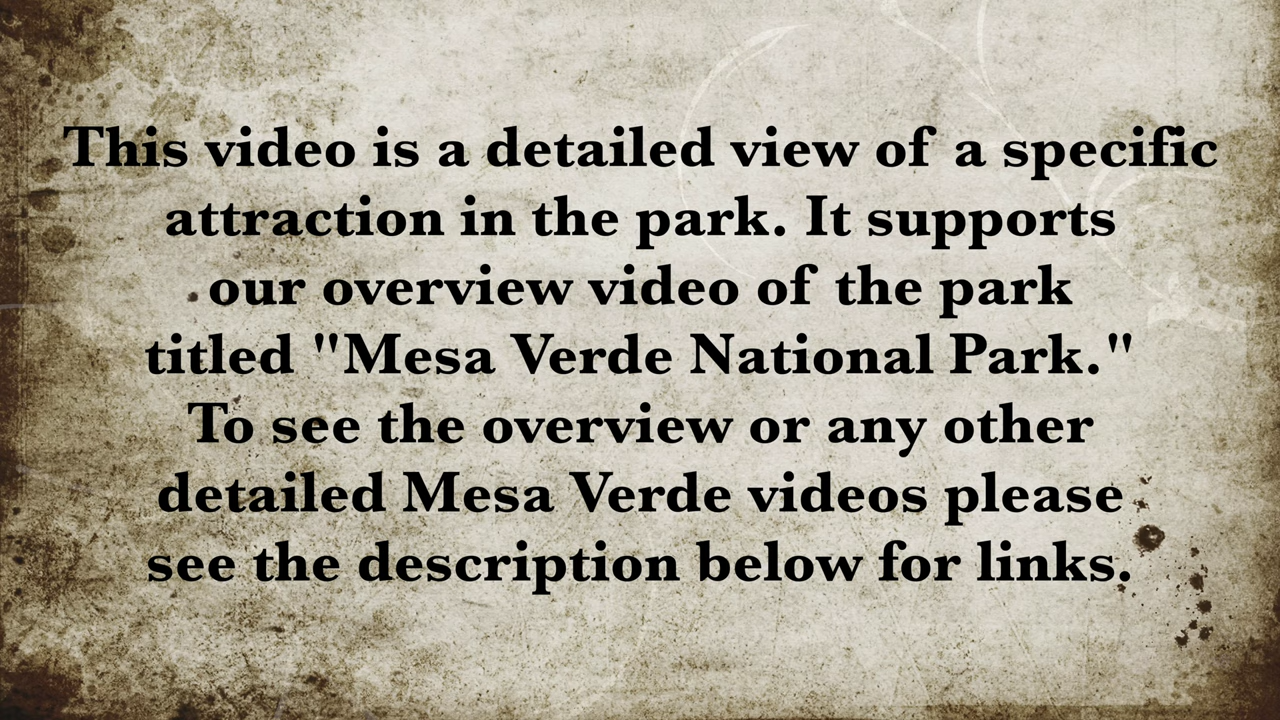 This video is a detailed view of a specific
attraction in the park. It supports
our overview video of the park
titled "Mesa Verde National Park."
To see the overview or any other
detailed Mesa Verde videos please
see the description below for links.